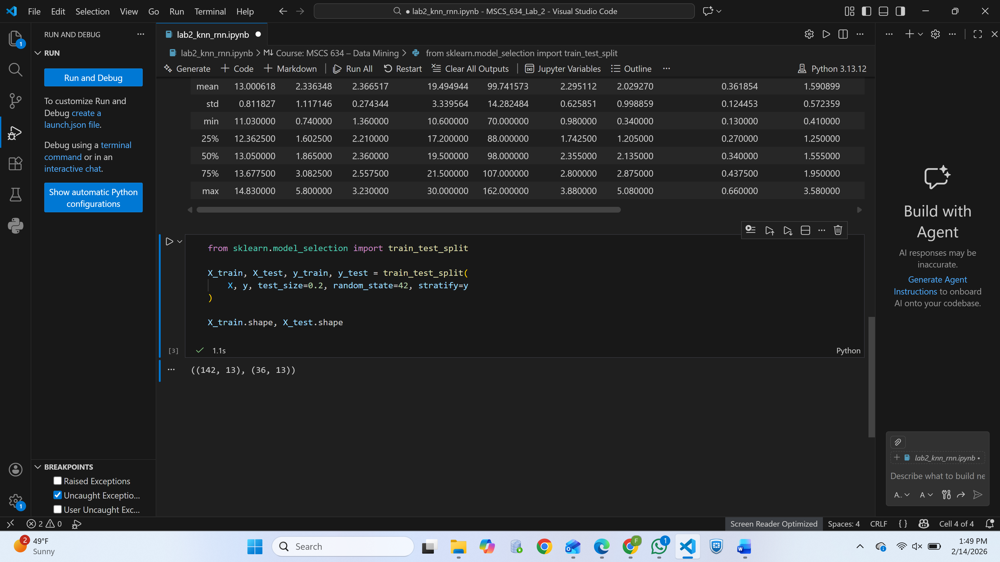 File Edit Selection View Go Run Terminal Help
● lab2_knn_rnn.ipynb - MSCS_634_Lab_2 - Visual Studio Code
RUN AND DEBUG
RUN
Run and Debug
To customize Run and
Debug create a
launch.json file.
Debug using a terminal
command or in an
interactive chat.
Show automatic Python
configurations
BREAKPOINTS
Raised Exceptions
Uncaught Exceptio...
User Uncaught Exc...
lab2_knn_rnn.ipynb
lab2_knn_rnn.ipynb > M↓ Course: MSCS 634 – Data Mining > from sklearn.model_selection import train_test_split
Generate + Code + Markdown Run All Restart Clear All Outputs Jupyter Variables Outline ... Python 3.13.12
mean 13.000618 2.336348 2.366517 19.494944 99.741573 2.295112 2.029270 0.361854 1.590899
std 0.811827 1.117146 0.274344 3.339564 14.282484 0.625851 0.998859 0.124453 0.572359
min 11.030000 0.740000 1.360000 10.600000 70.000000 0.980000 0.340000 0.130000 0.410000
25% 12.362500 1.602500 2.210000 17.200000 88.000000 1.742500 1.205000 0.270000 1.250000
50% 13.050000 1.865000 2.360000 19.500000 98.000000 2.355000 2.135000 0.340000 1.555000
75% 13.677500 3.082500 2.557500 21.500000 107.000000 2.800000 2.875000 0.437500 1.950000
max 14.830000 5.800000 3.230000 30.000000 162.000000 3.880000 5.080000 0.660000 3.580000
from sklearn.model_selection import train_test_split
X_train, X_test, y_train, y_test = train_test_split(
X, y, test_size=0.2, random_state=42, stratify=y
)
X_train.shape, X_test.shape
[3] 1.1s Python
((142, 13), (36, 13))
Build with
Agent
AI responses may be
inaccurate.
Generate Agent
Instructions to onboard
AI onto your codebase.
+ lab2_knn_rnn.ipynb •
Describe what to build ne
A.. A
1
1
2 0
Screen Reader Optimized Spaces: 4 CRLF { } Cell 4 of 4
2 49°F
Sunny
Search
F
1
1:49 PM
2/14/2026